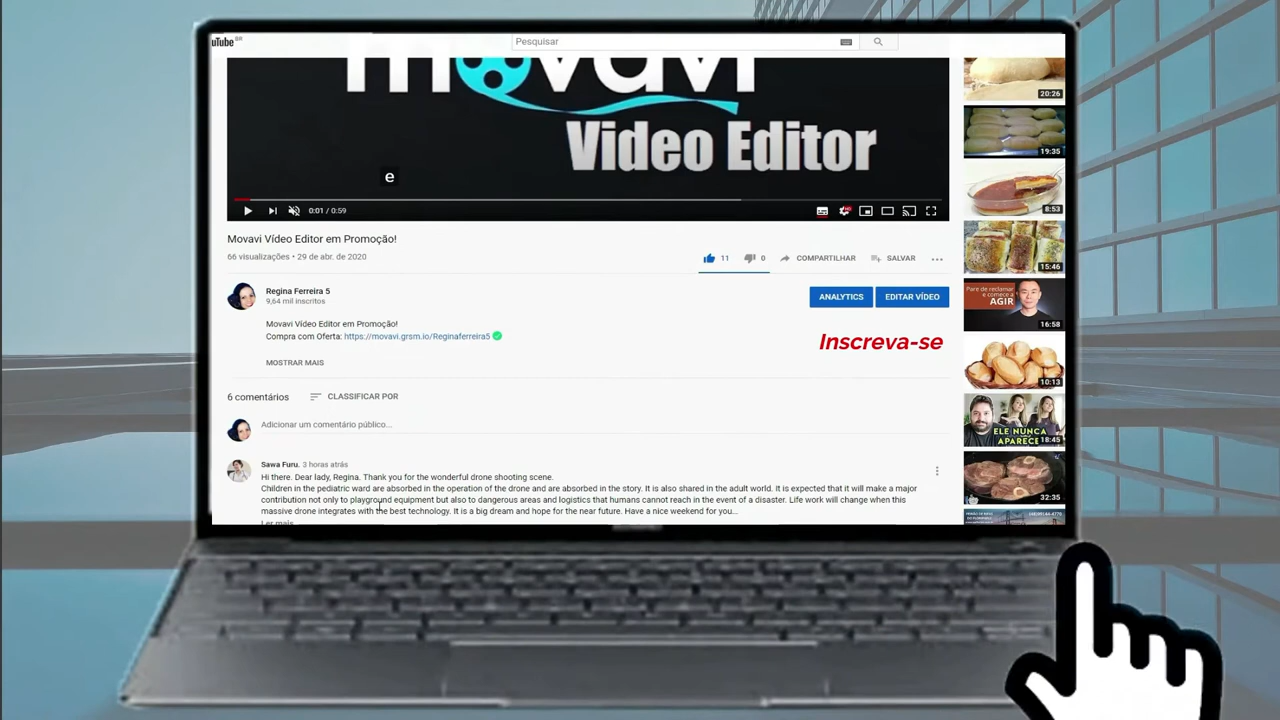 uTube BR
Pesquisar
movavi
Video Editor
e
0:01 / 0:59
Movavi Vídeo Editor em Promoção!
66 visualizações • 29 de abr. de 2020
11
0
COMPARTILHAR
SALVAR
Regina Ferreira 5
9,64 mil inscritos
ANALYTICS
EDITAR VÍDEO
Movavi Vídeo Editor em Promoção!
Compra com Oferta: https://movavi.grsm.io/Reginaferreira5
Inscreva-se
MOSTRAR MAIS
6 comentários
CLASSIFICAR POR
Adicionar um comentário público...
Sawa Furu. 3 horas atrás
Hi there. Dear lady, Regina. Thank you for the wonderful drone shooting scene.
Children in the pediatric ward are absorbed in the operation of the drone and are absorbed in the story. It is also shared in the adult world. It is expected that it will make a major
contribution not only to playground equipment but also to dangerous areas and logistics that humans cannot reach in the event of a disaster. Life work will change when this
massive drone integrates with the best technology. It is a big dream and hope for the near future. Have a nice weekend for you...
Ler mais
20:26
19:35
8:53
15:46
Pare de reclamar
e comece a
AGIR
16:58
10:13
ELE NUNCA
APARECE
18:45
32:35